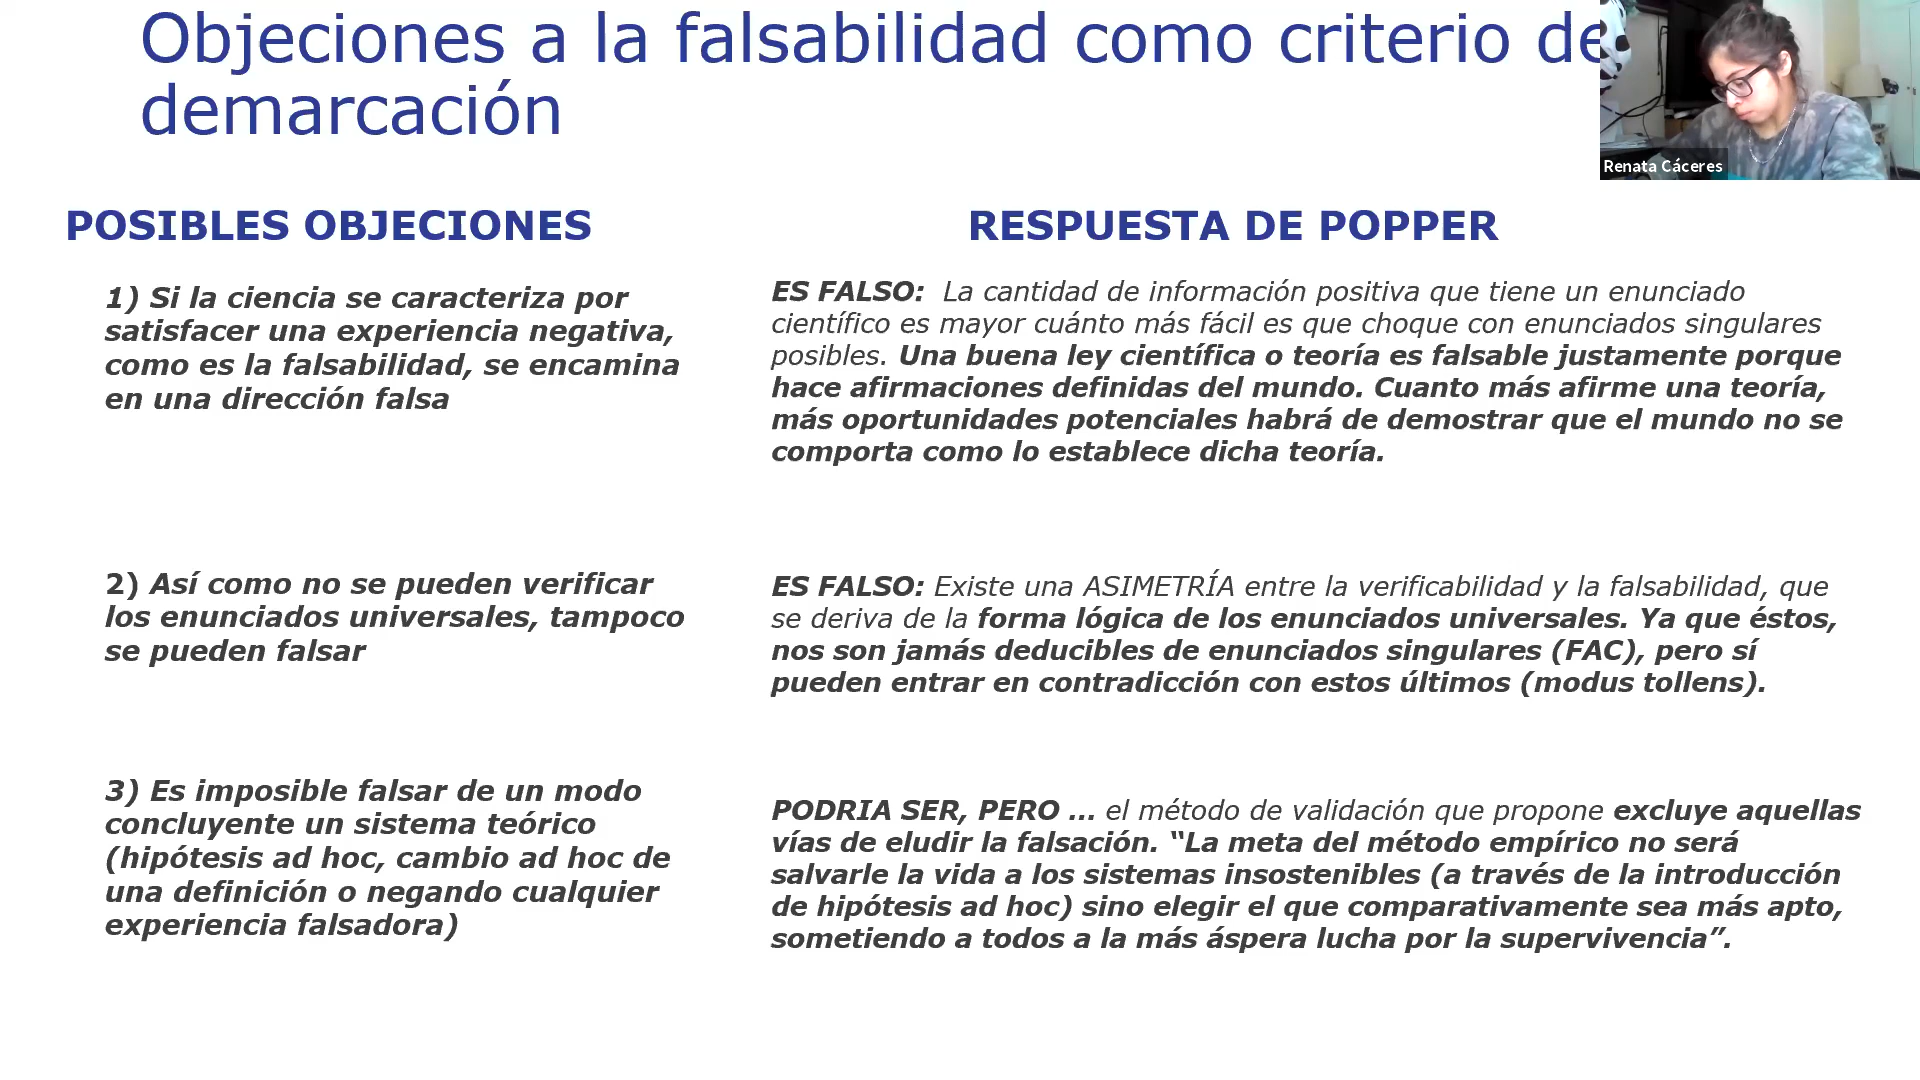 Objeciones a la falsabilidad como criterio de
demarcación
Renata Cáceres
POSIBLES OBJECIONES
1) Si la ciencia se caracteriza por
satisfacer una experiencia negativa,
como es la falsabilidad, se encamina
en una dirección falsa
2) Así como no se pueden verificar
los enunciados universales, tampoco
se pueden falsar
3) Es imposible falsar de un modo
concluyente un sistema teórico
(hipótesis ad hoc, cambio ad hoc de
una definición o negando cualquier
experiencia falsadora)
RESPUESTA DE POPPER
ES FALSO: La cantidad de información positiva que tiene un enunciado
científico es mayor cuánto más fácil es que choque con enunciados singulares
posibles. Una buena ley científica o teoría es falsable justamente porque
hace afirmaciones definidas del mundo. Cuanto más afirme una teoría,
más oportunidades potenciales habrá de demostrar que el mundo no se
comporta como lo establece dicha teoría.
ES FALSO: Existe una ASIMETRÍA entre la verificabilidad y la falsabilidad, que
se deriva de la forma lógica de los enunciados universales. Ya que éstos,
nos son jamás deducibles de enunciados singulares (FAC), pero sí
pueden entrar en contradicción con estos últimos (modus tollens).
PODRIA SER, PERO ... el método de validación que propone excluye aquellas
vías de eludir la falsación. “La meta del método empírico no será
salvarle la vida a los sistemas insostenibles (a través de la introducción
de hipótesis ad hoc) sino elegir el que comparativamente sea más apto,
sometiendo a todos a la más áspera lucha por la supervivencia”.